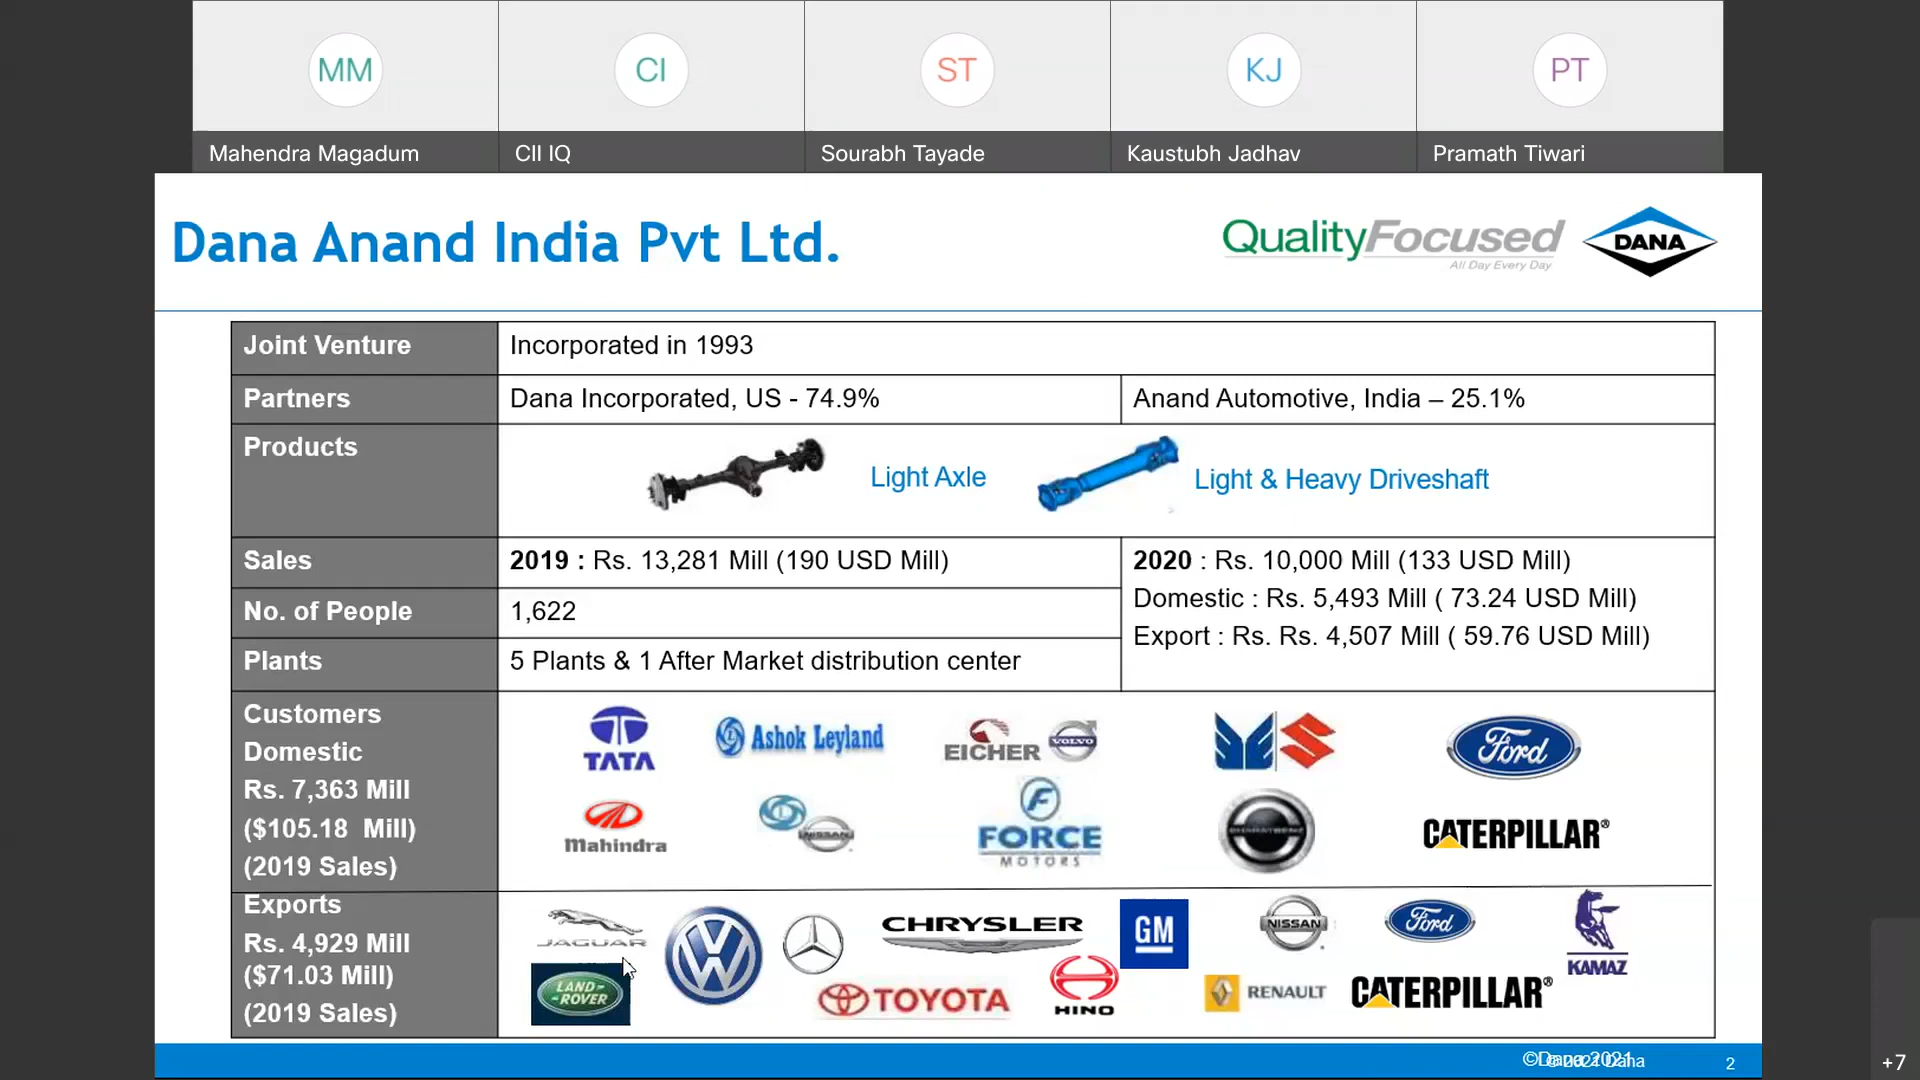 MM
CI
ST
KJ
PT
Mahendra Magadum
CII IQ
Sourabh Tayade
Kaustubh Jadhav
Pramath Tiwari
Dana Anand India Pvt Ltd.
QualityFocused
All Day Every Day
DANA
Joint Venture
Incorporated in 1993
Partners
Dana Incorporated, US - 74.9%
Anand Automotive, India – 25.1%
Products
Light Axle
Light & Heavy Driveshaft
Sales
2019 : Rs. 13,281 Mill (190 USD Mill)
2020 : Rs. 10,000 Mill (133 USD Mill)
Domestic : Rs. 5,493 Mill ( 73.24 USD Mill)
Export : Rs. Rs. 4,507 Mill ( 59.76 USD Mill)
No. of People
1,622
Plants
5 Plants & 1 After Market distribution center
Customers
Domestic
Rs. 7,363 Mill
($105.18 Mill)
(2019 Sales)
TATA
Ashok Leyland
EICHER
VOLVO
Ford
Mahindra
NISSAN
FORCE
MOTORS
BHARATBENZ
CATERPILLAR®
Exports
Rs. 4,929 Mill
($71.03 Mill)
(2019 Sales)
JAGUAR
LAND-
ROVER
CHRYSLER
GM
NISSAN
Ford
KAMAZ
TOYOTA
HINO
RENAULT
CATERPILLAR®
©Dana 2021
2
+7